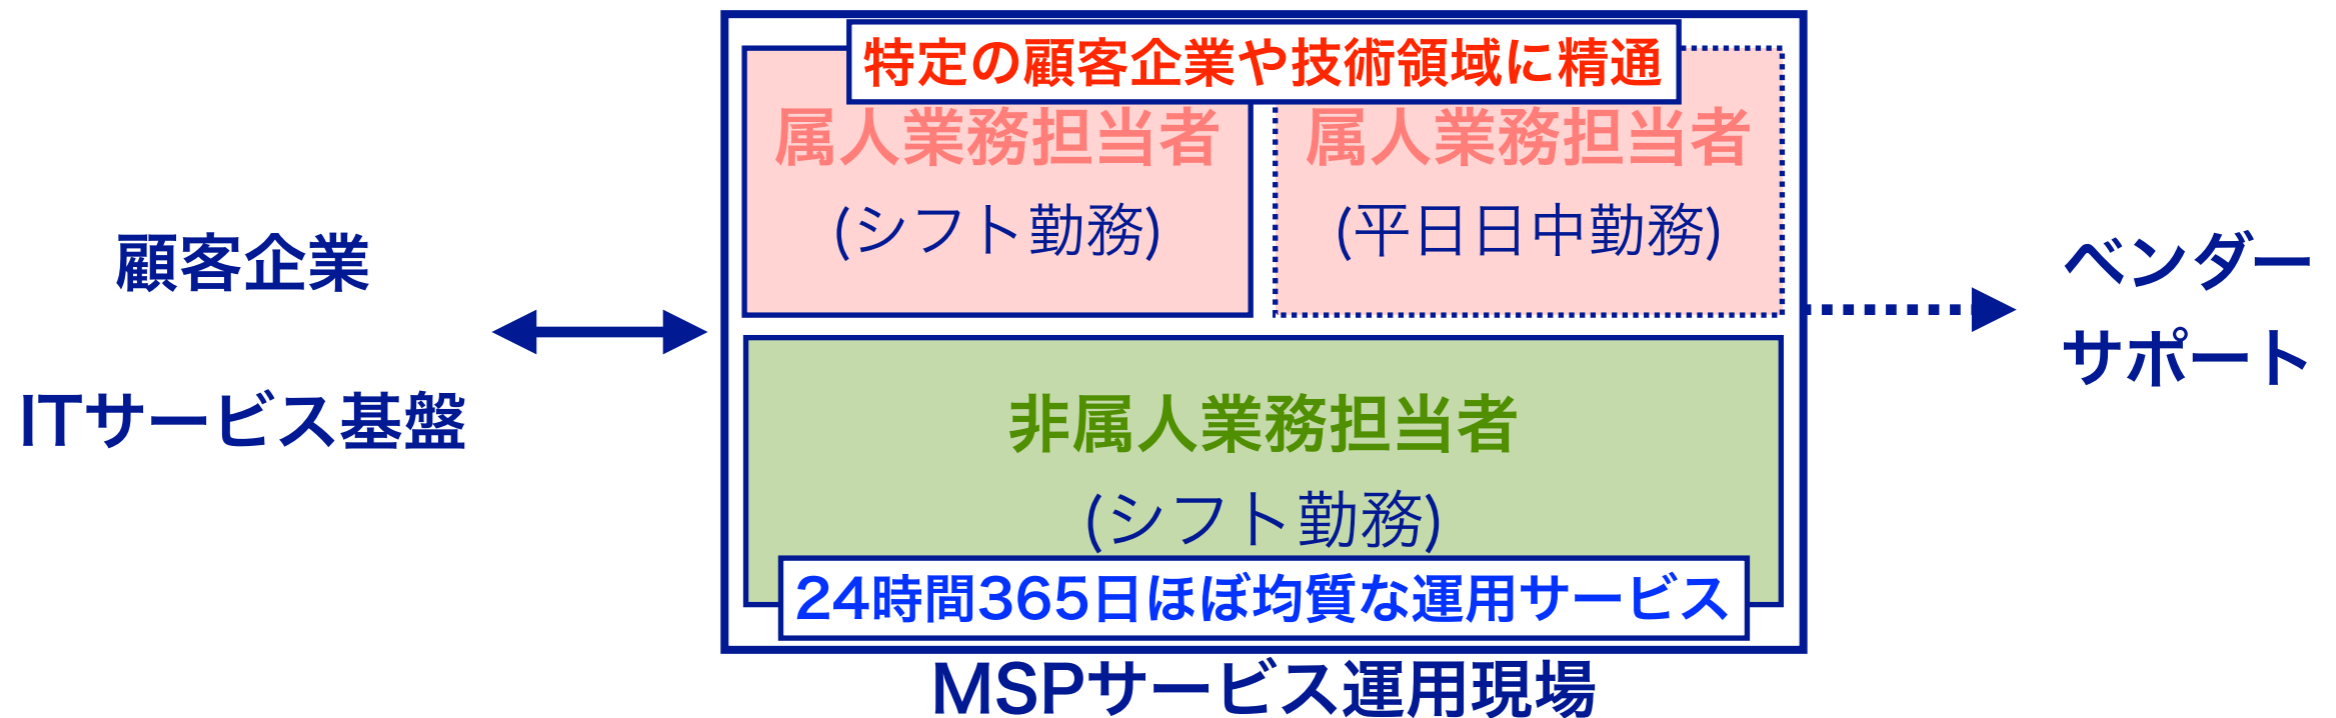 顧客企業
ITサービス基盤
特定の顧客企業や技術領域に精通
属人業務担当者
(シフト勤務)
属人業務担当者
(平日日中勤務)
非属人業務担当者
(シフト勤務)
24時間365日ほぼ均質な運用サービス
MSPサービス運用現場
ベンダー
サポート